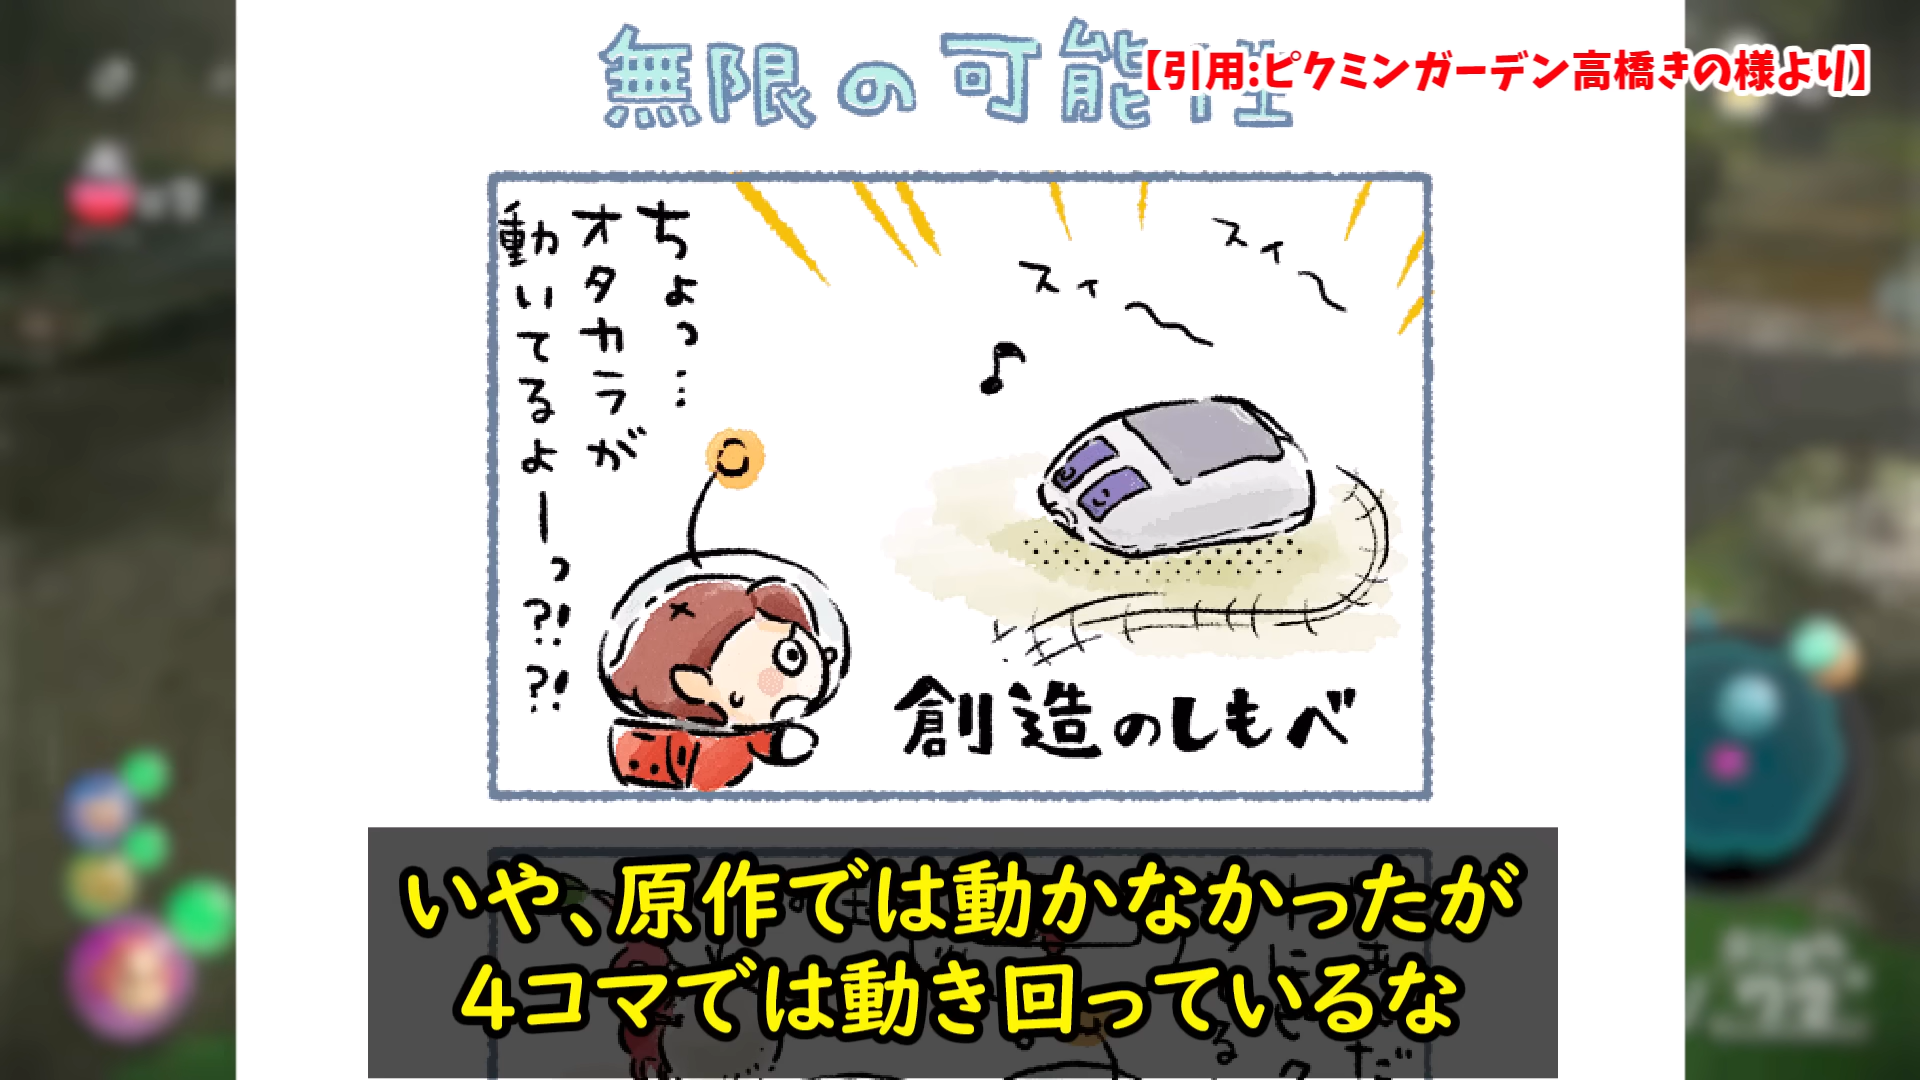 無限の可能性
【引用:ピクミンガーデン高橋きの様より】
ちょっ…
オタカラが
動いてるよーっ?!?!
スィ〜
スィ〜
創造のしもべ
いや、原作では動かなかったが
4コマでは動き回っているな